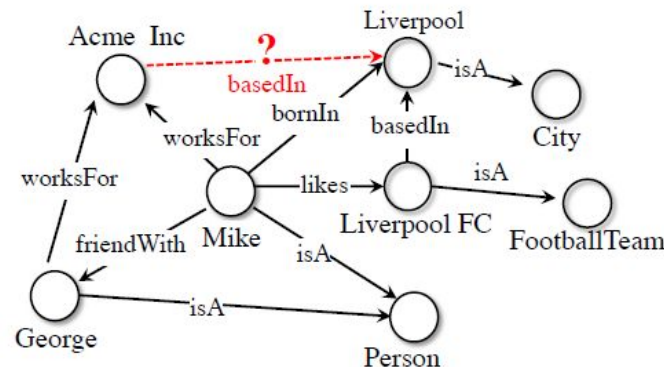 Acme Inc
?
Liverpool
basedIn
isA
bornIn
City
worksFor
basedIn
worksFor
likes
isA
Mike
Liverpool FC
FootballTeam
friendWith
isA
isA
George
Person